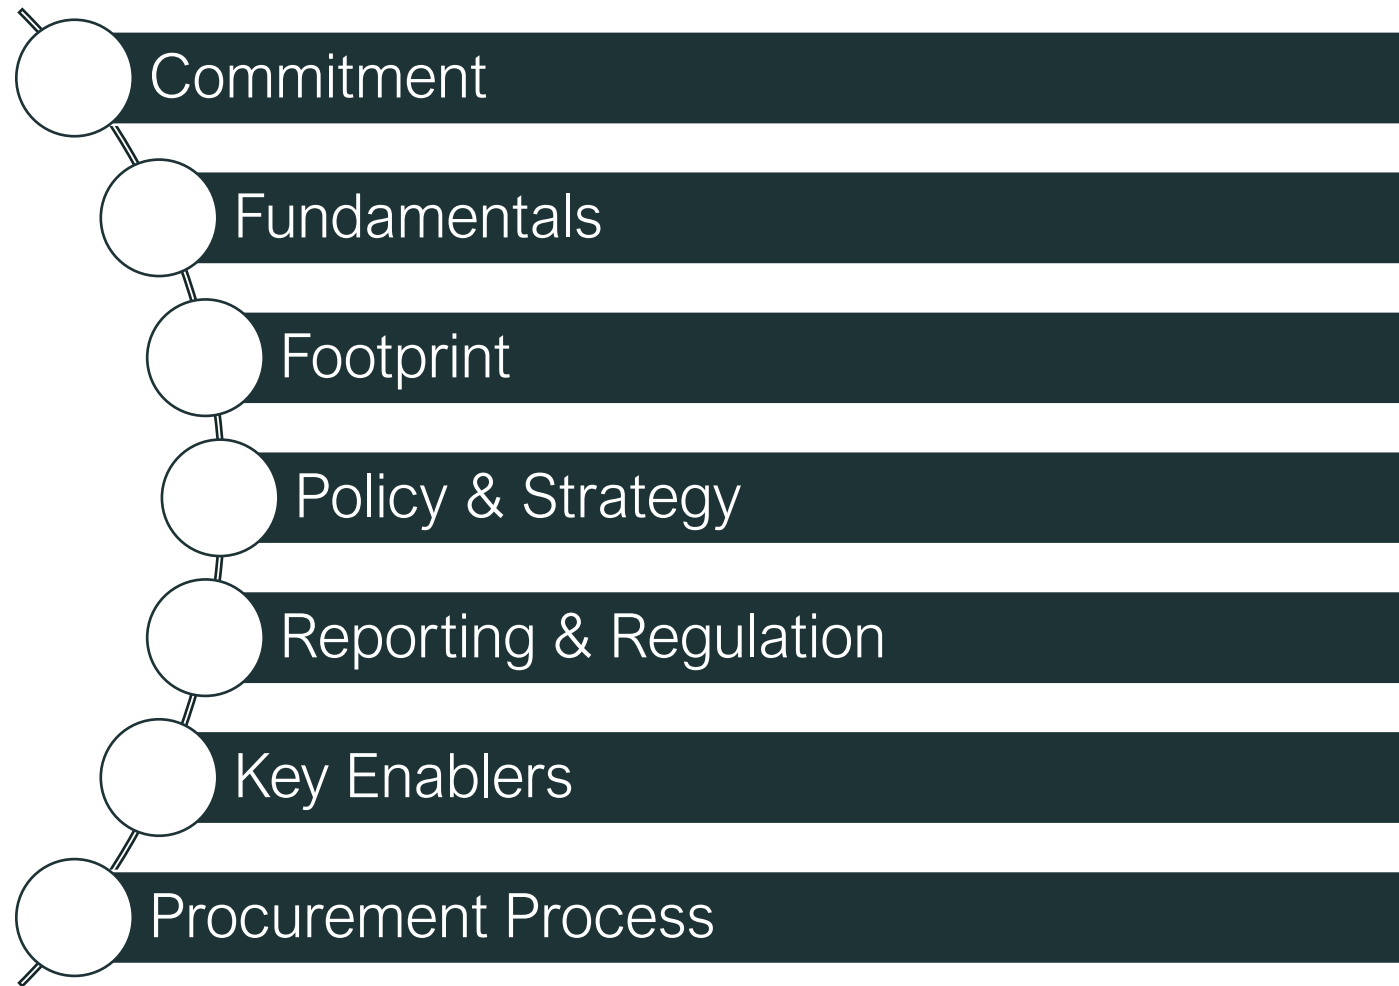 Commitment
Fundamentals
Footprint
Policy & Strategy
Reporting & Regulation
Key Enablers
Procurement Process